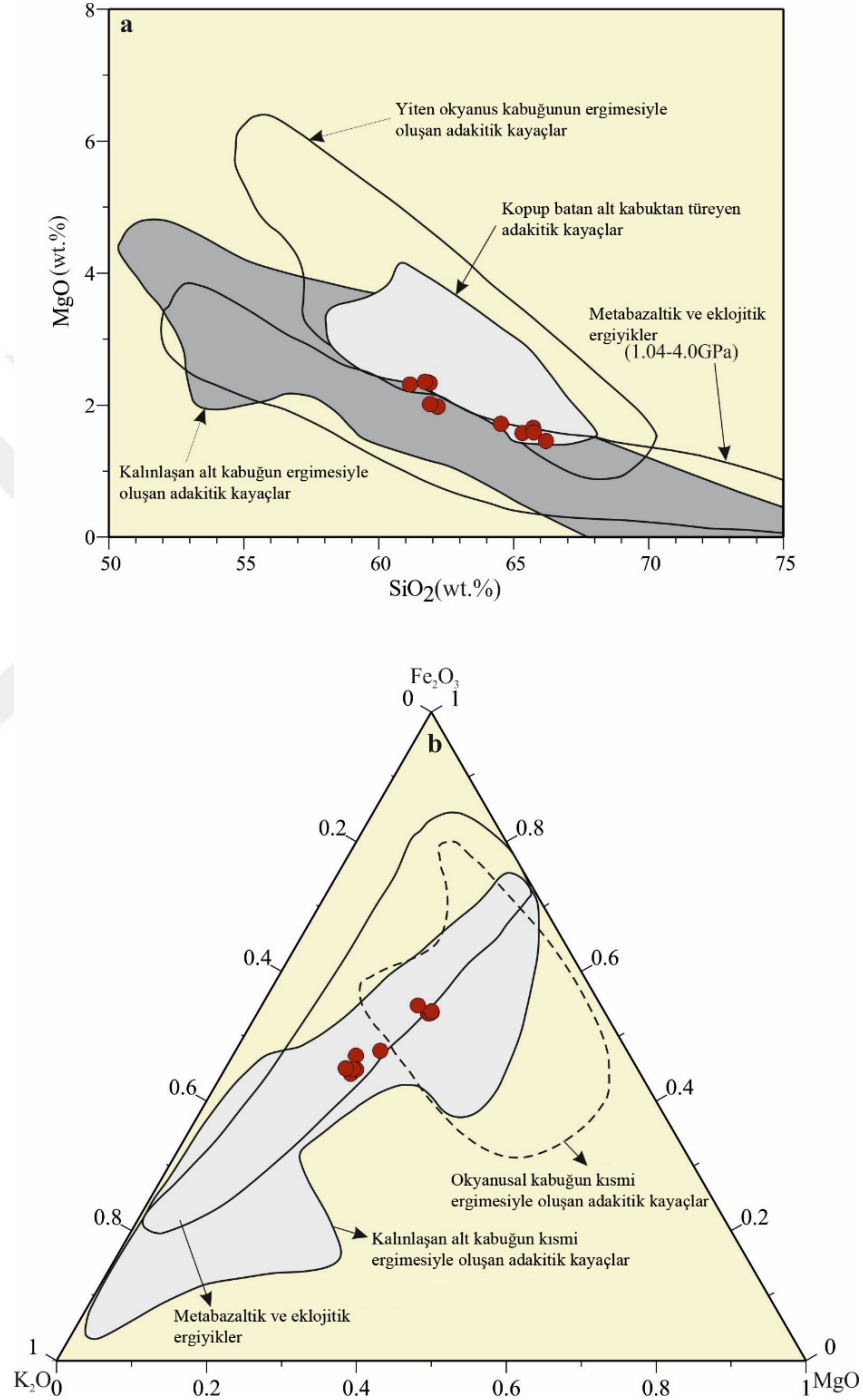 a
8
6
4
2
0
MgO (wt.%)
Yiten okyanus kabuğunun ergimesiyle
oluşan adakitik kayaçlar
Kopup batan alt kabuktan türeyen
adakitik kayaçlar
Metabazaltik ve eklojitik
ergiyikler
(1.04-4.0GPa)
Kalınlaşan alt kabuğun ergimesiyle
oluşan adakitik kayaçlar
50 55 60 65 70 75
SiO₂(wt.%)
Fe₂O₃
0 1
b
0.2 0.8
0.4 0.6
0.6 0.4
Okyanusal kabuğun kısmi
ergimesiyle oluşan adakitik kayaçlar
0.8 0.2
Kalınlaşan alt kabuğun kısmi
ergimesiyle oluşan adakitik kayaçlar
Metabazaltik ve eklojitik
ergiyikler
1 0
K₂O 0 0.2 0.4 0.6 0.8 1 MgO